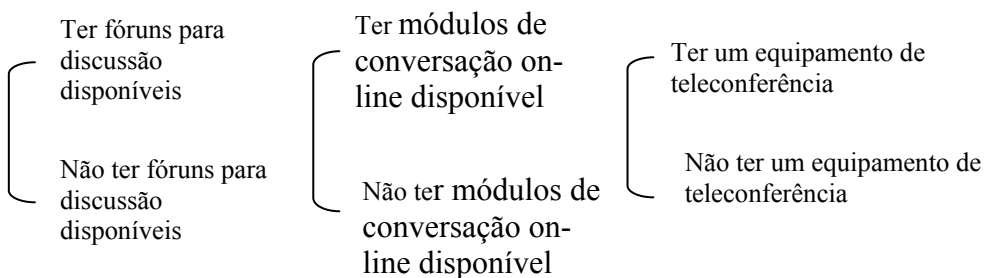 Ter fóruns para
discussão
disponíveis
Não ter fóruns para
discussão
disponíveis
Ter módulos de
conversação on-
line disponível
Não ter módulos de
conversação on-
line disponível
Ter um equipamento de
teleconferência
Não ter um equipamento de
teleconferência